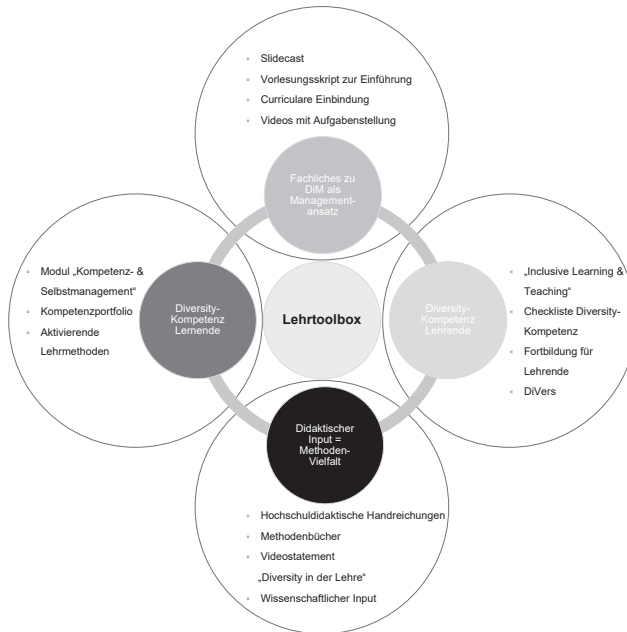 ▪ Slidecast
▪ Vorlesungsskript zur Einführung
▪ Curriculare Einbindung
▪ Videos mit Aufgabenstellung
Fachliches zu
DiM als
Management-
ansatz
▪ Modul „Kompetenz- &
Selbstmanagement“
▪ Kompetenzportfolio
▪ Aktivierende
Lehrmethoden
Diversity-
Kompetenz
Lernende
Lehrtoolbox
Diversity-
Kompetenz
Lehrende
▪ „Inclusive Learning &
Teaching“
▪ Checkliste Diversity-
Kompetenz
▪ Fortbildung für
Lehrende
▪ DiVers
Didaktischer
Input =
Methoden-
Vielfalt
▪ Hochschuldidaktische Handreichungen
▪ Methodenbücher
▪ Videostatement
„Diversity in der Lehre“
▪ Wissenschaftlicher Input